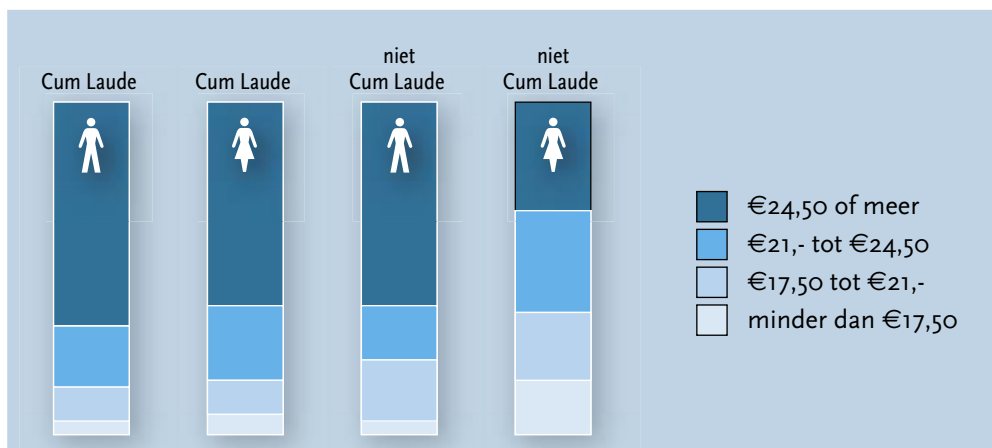 Cum Laude
Cum Laude
niet
Cum Laude
niet
Cum Laude
€24,50 of meer
€21,- tot €24,50
€17,50 tot €21,-
minder dan €17,50